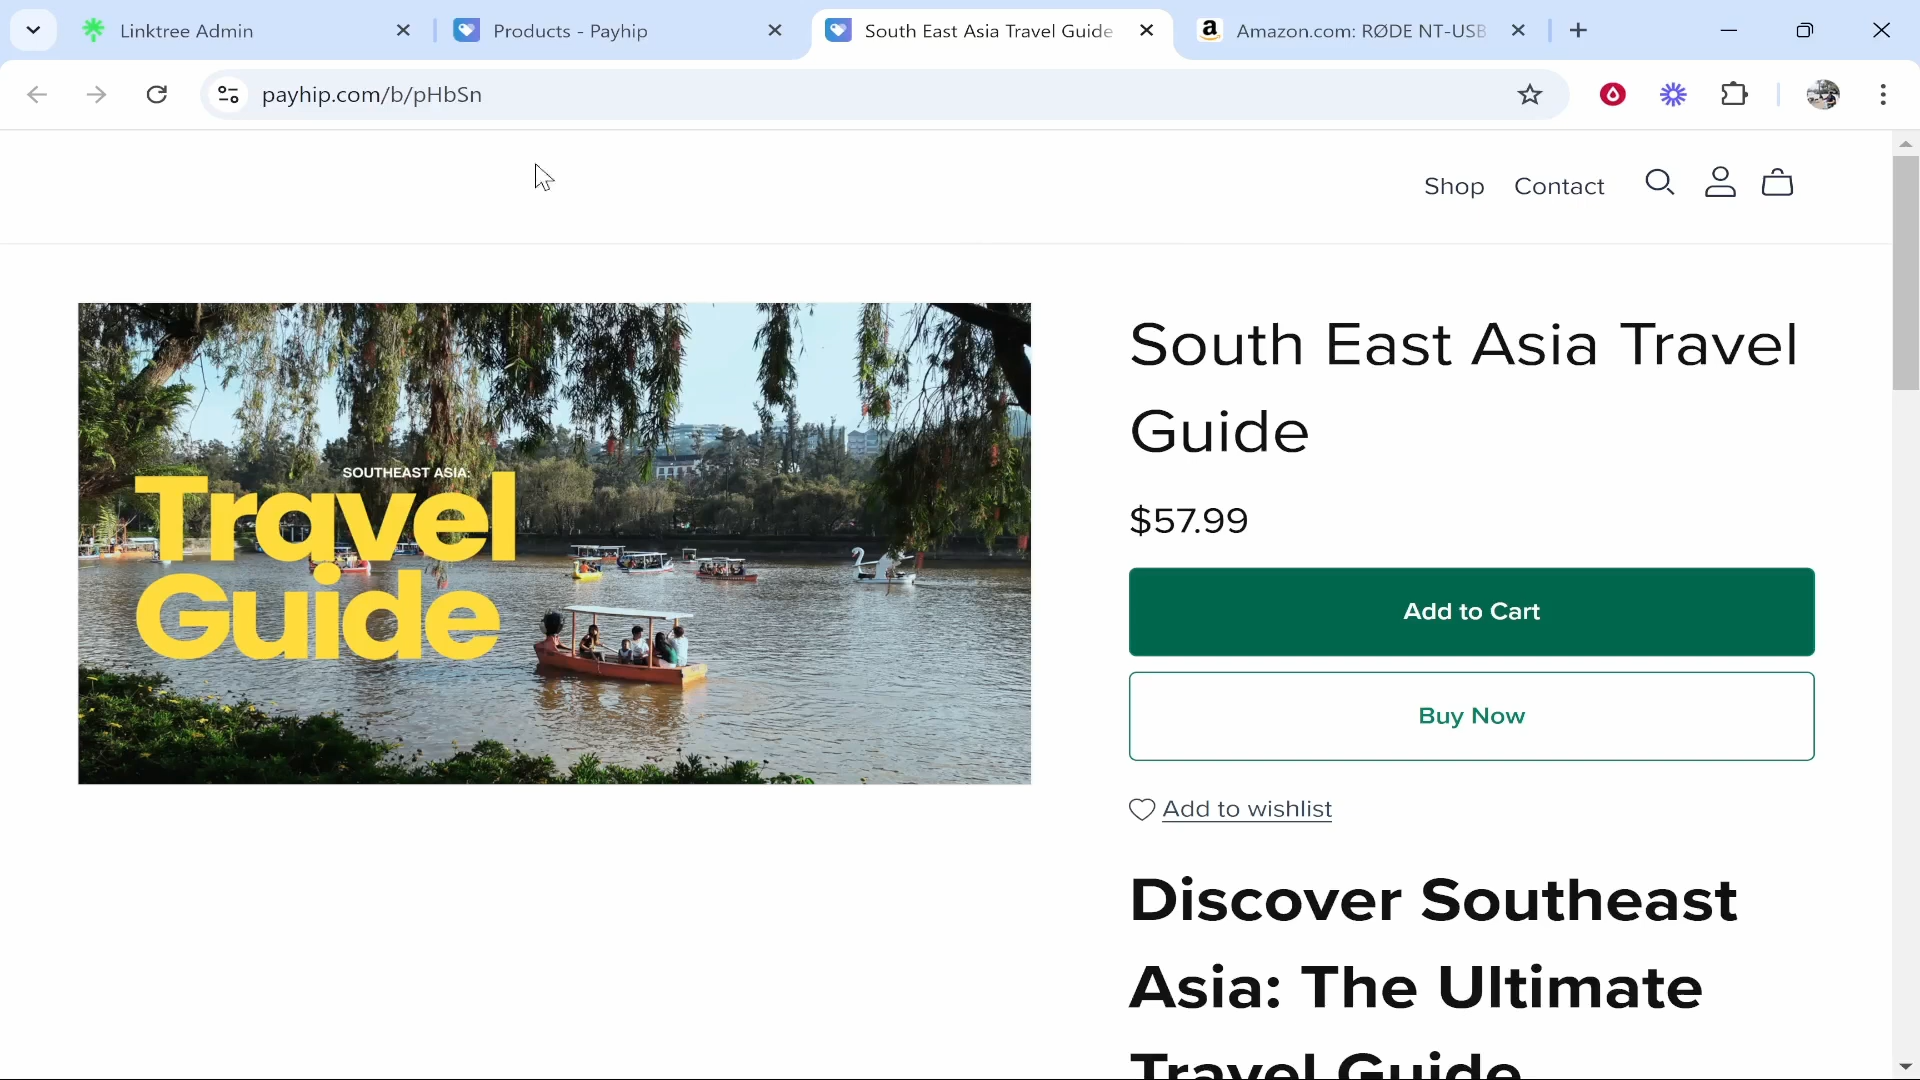 Linktree Admin
Products - Payhip
South East Asia Travel Guide
Amazon.com: RØDE NT-USB
payhip.com/b/pHbSn
Shop
Contact
SOUTHEAST ASIA:
Travel
Guide
South East Asia Travel
Guide
$57.99
Add to Cart
Buy Now
Add to wishlist
Discover Southeast
Asia: The Ultimate
Travel Guide